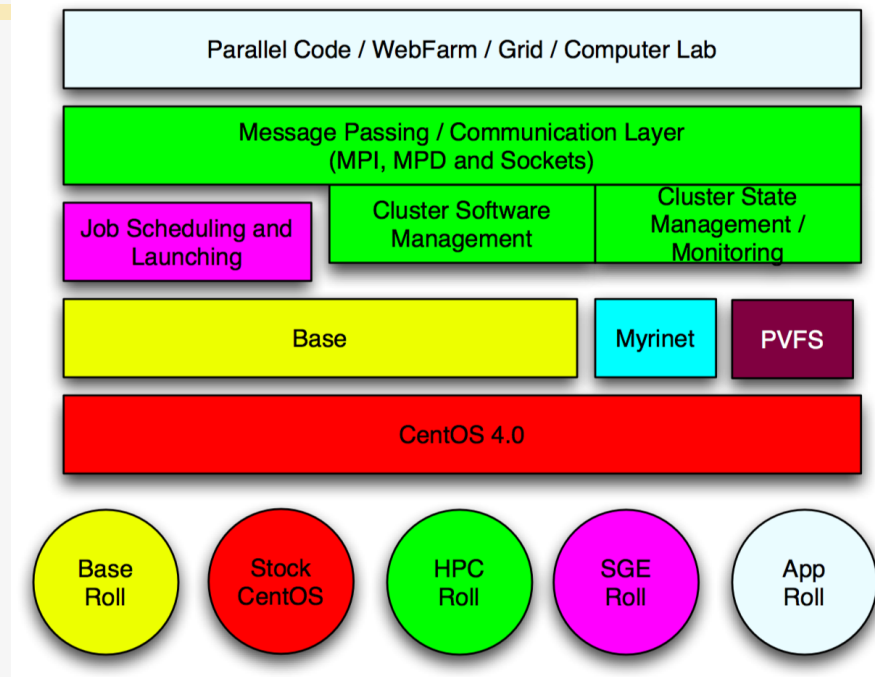 Parallel Code / WebFarm / Grid / Computer Lab
Message Passing / Communication Layer
(MPI, MPD and Sockets)
Job Scheduling and
Launching
Cluster Software
Management
Cluster State
Management /
Monitoring
Base
Myrinet
PVFS
CentOS 4.0
Base
Roll
Stock
CentOS
HPC
Roll
SGE
Roll
App
Roll